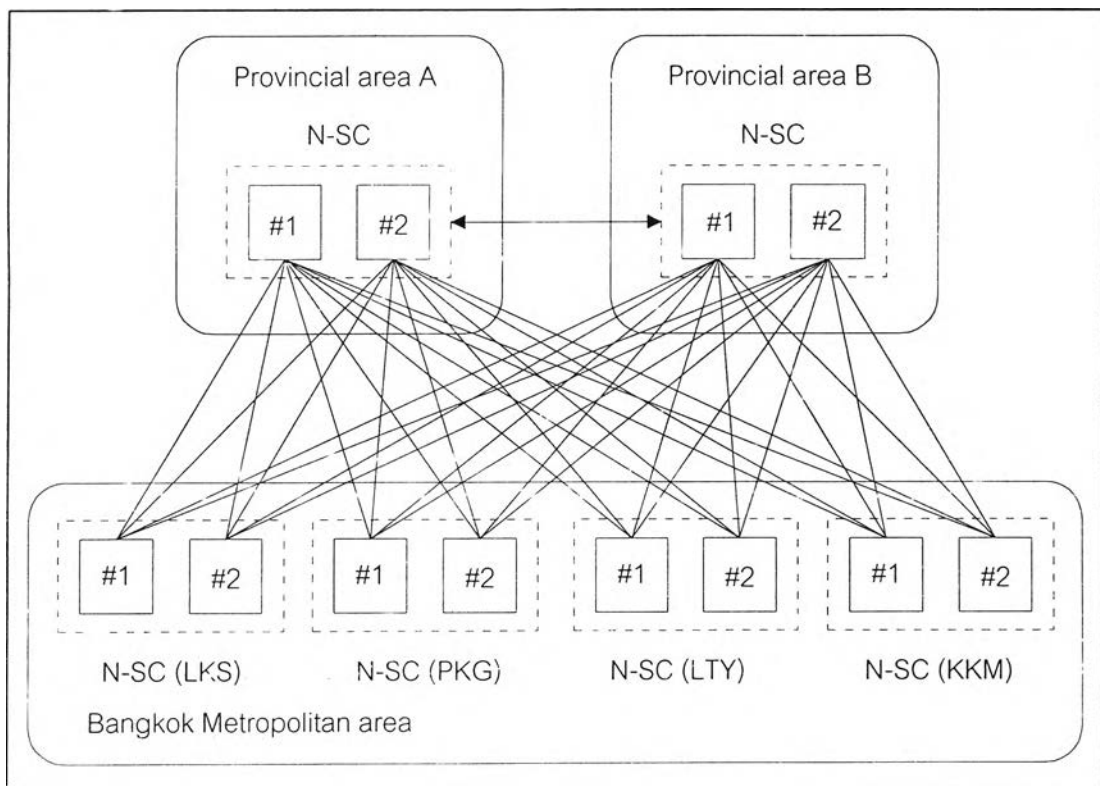 Provincial area A
Provincial area B
N-SC
N-SC
#1
#2
#1
#2
#1
#2
#1
#2
#1
#2
#1
#2
N-SC (LKS)
N-SC (PKG)
N-SC (LTY)
N-SC (KKM)
Bangkok Metropolitan area